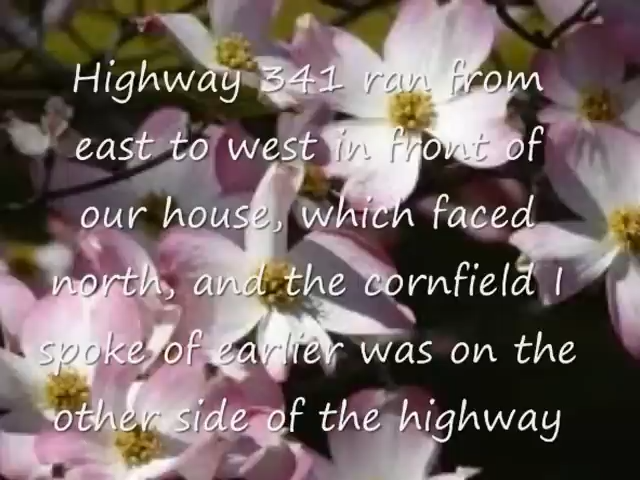 Highway 341 ran from
east to west in front of
our house, which faced
north, and the cornfield I
spoke of earlier was on the
other side of the highway